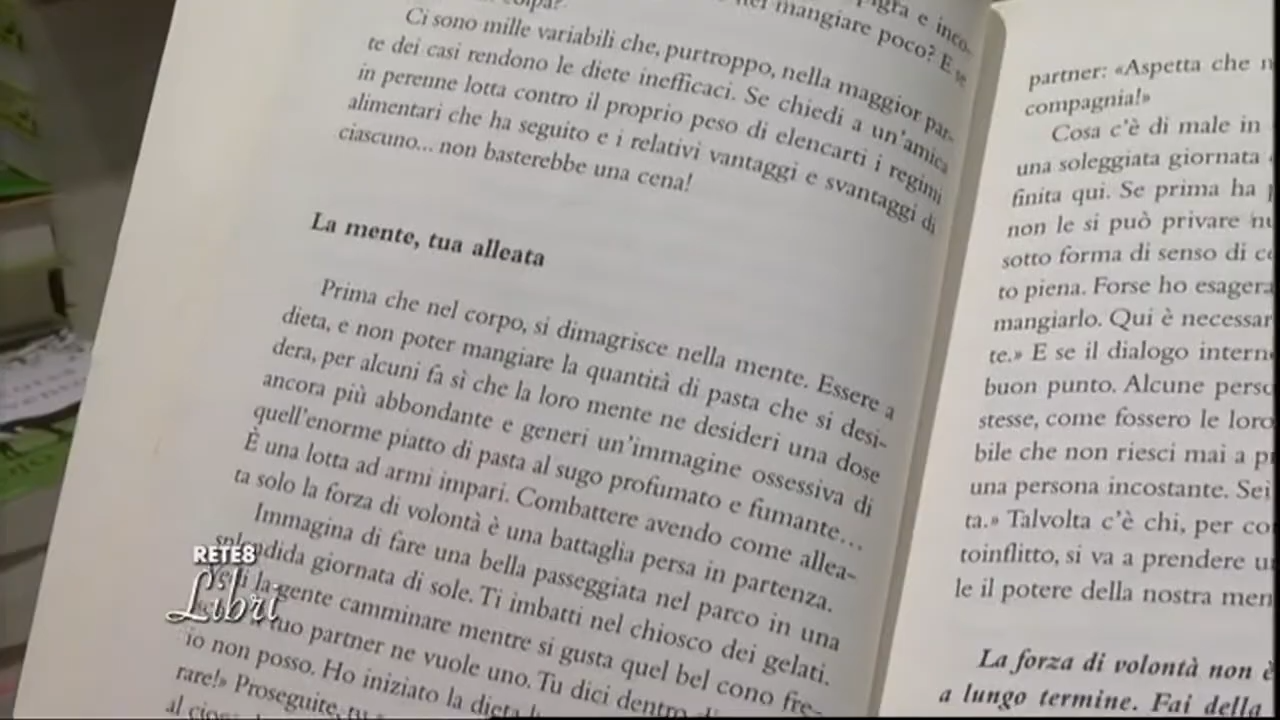 nel mangiare poco? E se
Ci sono mille variabili che, purtroppo, nella maggior par-
te dei casi rendono le diete inefficaci. Se chiedi a un'amica
in perenne lotta contro il proprio peso di elencarti i regimi
alimentari che ha seguito e i relativi vantaggi e svantaggi di
ciascuno... non basterebbe una cena!
La mente, tua alleata
Prima che nel corpo, si dimagrisce nella mente. Essere a
dieta, e non poter mangiare la quantità di pasta che si desi-
dera, per alcuni fa sì che la loro mente ne desideri una dose
ancora più abbondante e generi un'immagine ossessiva di
quell'enorme piatto di pasta al sugo profumato e fumante...
È una lotta ad armi impari. Combattere avendo come allea-
ta solo la forza di volontà è una battaglia persa in partenza.
Immagina di fare una bella passeggiata nel parco in una
splendida giornata di sole. Ti imbatti nel chiosco dei gelati.
la gente camminare mentre si gusta quel bel cono fre-
tuo partner ne vuole uno. Tu dici dentro
io non posso. Ho iniziato la dieta
rare!» Proseguite,
al
partner: «Aspetta che
compagnia!»
Cosa c'è di male in
una soleggiata giornata
finita qui. Se prima ha
non le si può privare
sotto forma di senso di
to piena. Forse ho esagera
mangiarlo. Qui è necessar
te.» E se il dialogo intern
buon punto. Alcune perso
stesse, come fossero le loro
bile che non riesci mai a
una persona incostante. Sei
ta.» Talvolta c'è chi, per co
toinflitto, si va a prendere
le il potere della nostra men
La forza di volontà non è
a lungo termine. Fai della
RETE8
Libri